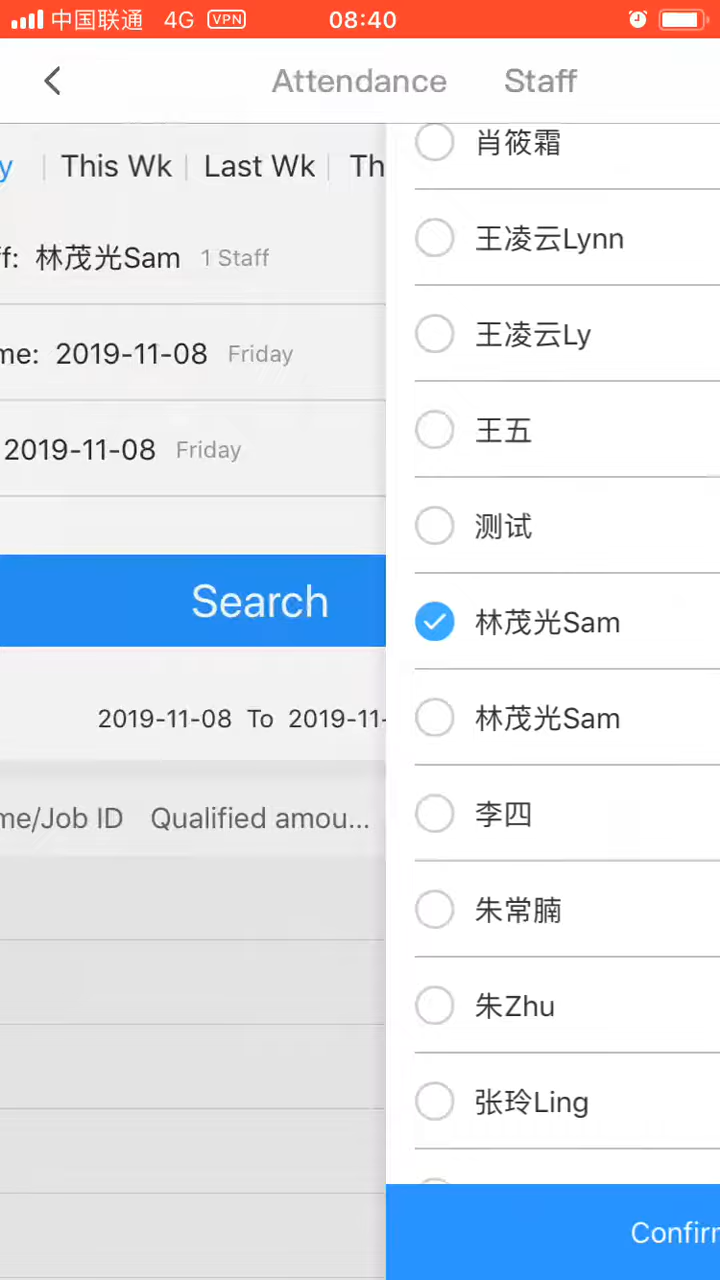 中国联通 4G VPN 08:40
Attendance Staff
y This Wk Last Wk Th
f: 林茂光Sam 1 Staff
me: 2019-11-08 Friday
2019-11-08 Friday
Search
2019-11-08 To 2019-11-
me/Job ID Qualified amou...
肖筱霜
王凌云Lynn
王凌云Ly
王五
测试
林茂光Sam
林茂光Sam
李四
朱常腩
朱Zhu
张玲Ling
Confirm